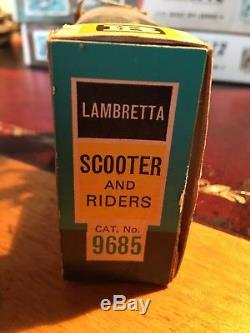 LAMBRETTA
SCOOTER
AND
RIDERS
CAT. No.
9685